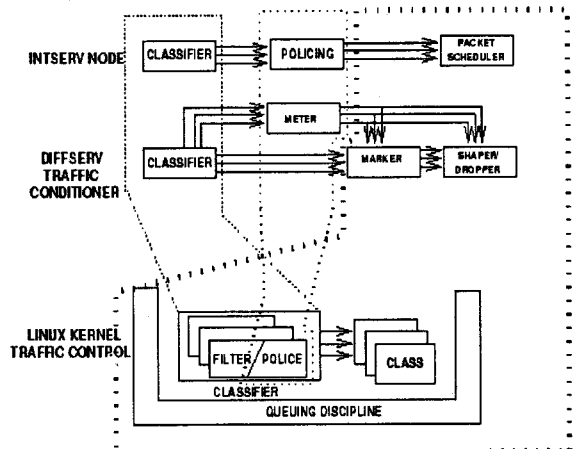 INTSERV NODE
CLASSIFIER
POLICING
PACKET
SCHEDULER
METER
DIFFSERV
TRAFFIC
CONDITIONER
CLASSIFIER
MARKER
SHAPER/
DROPPER
LINUX KERNEL
TRAFFIC CONTROL
FILTER/POLICE
CLASS
CLASSIFIER
QUEUING DISCIPLINE